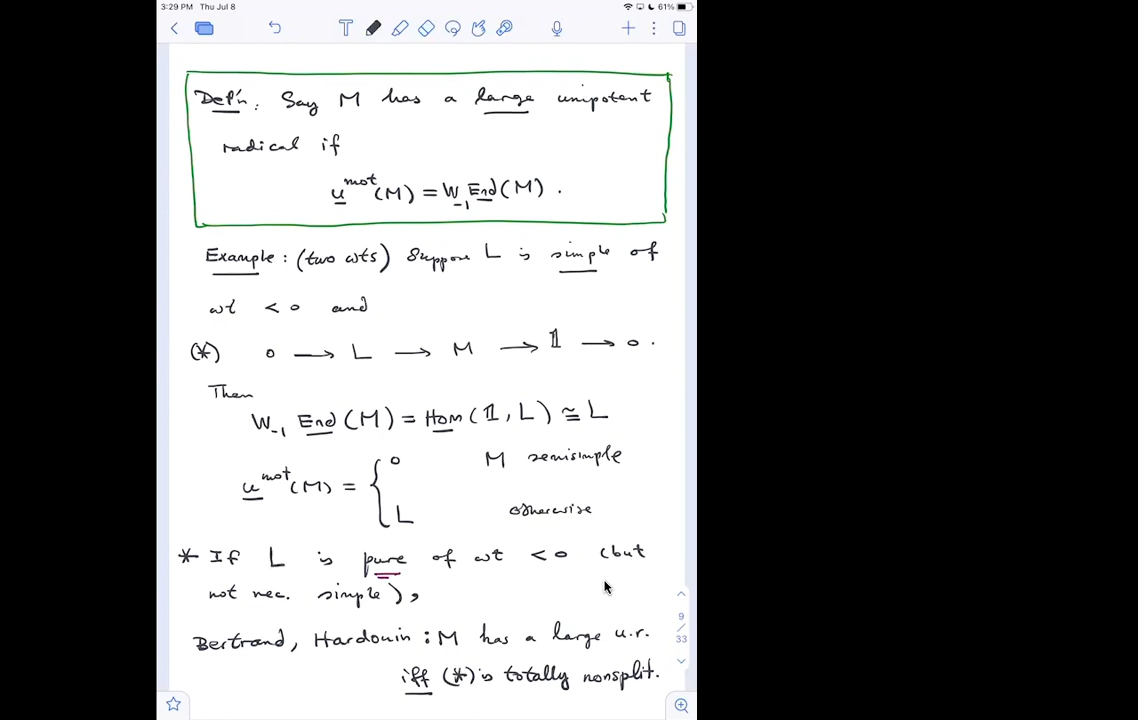 3:29 PM Thu Jul 8
61%
Def'n: Say M has a large unipotent
radical if
u^mot(M) = W_-1 End(M).
Example: (two wts) Suppose L is simple of
wt < 0 and
(*) 0 → L → M → 𝟙 → 0.
Then
W_-1 End(M) = Hom(𝟙, L) ≅ L
u^mot(M) = { 0 M semisimple
L otherwise
* If L is pure of wt < 0 (but
not nec. simple),
Bertrand, Hardouin: M has a large u.r.
iff (*) is totally nonsplit.
9
/
33